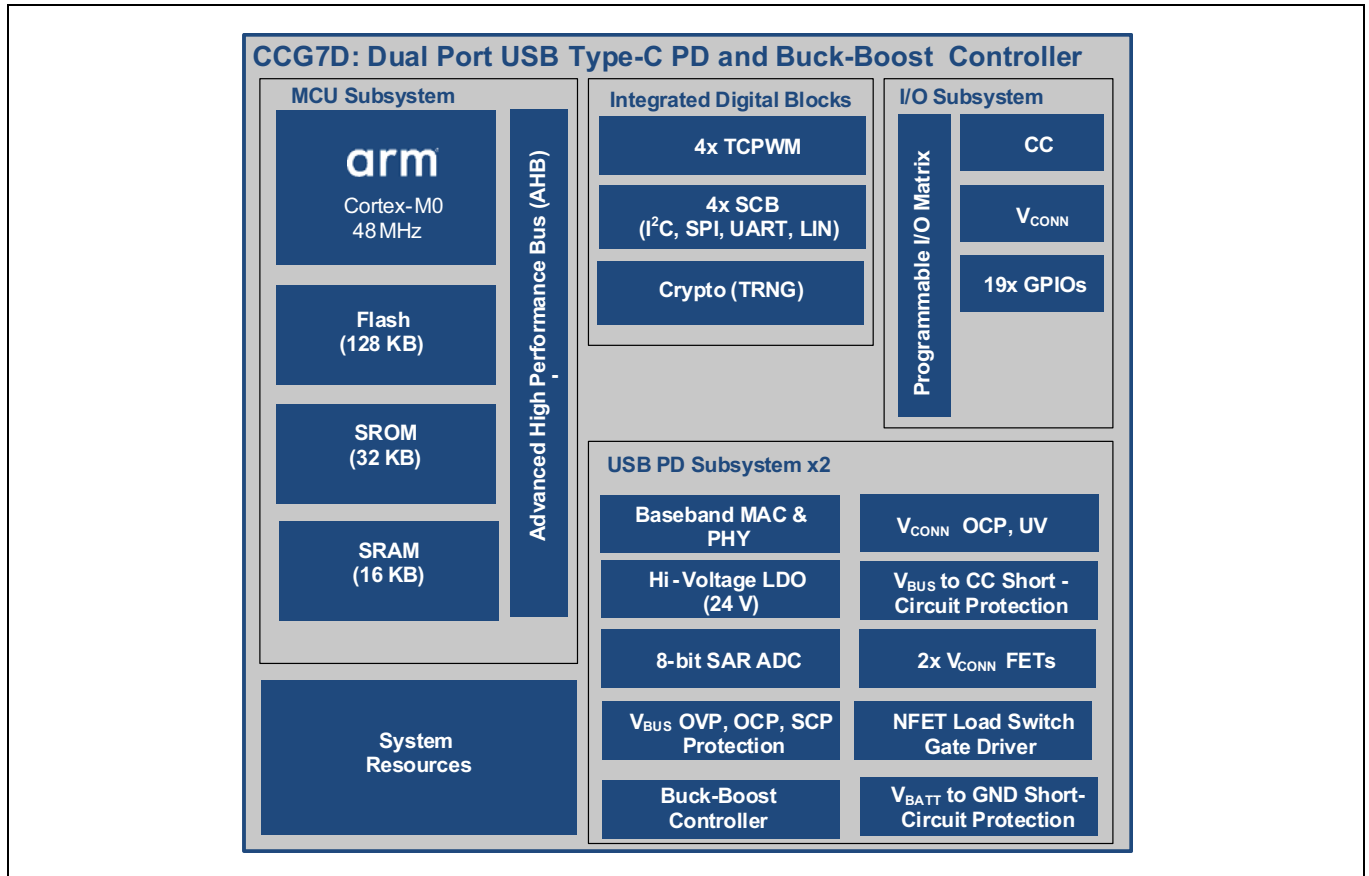 CCG7D: Dual Port USB Type-C PD and Buck-Boost Controller
MCU Subsystem
arm
Cortex-M0
48 MHz
Flash
(128 KB)
SROM
(32 KB)
SRAM
(16 KB)
Advanced High Performance Bus (AHB)
-
System
Resources
Integrated Digital Blocks
4x TCPWM
4x SCB
(I²C, SPI, UART, LIN)
Crypto (TRNG)
I/O Subsystem
Programmable I/O Matrix
CC
VCONN
19x GPIOs
USB PD Subsystem x2
Baseband MAC &
PHY
Hi-Voltage LDO
(24 V)
8-bit SAR ADC
VBUS OVP, OCP, SCP
Protection
Buck-Boost
Controller
VCONN OCP, UV
VBUS to CC Short -
Circuit Protection
2x VCONN FETs
NFET Load Switch
Gate Driver
VBATT to GND Short-
Circuit Protection